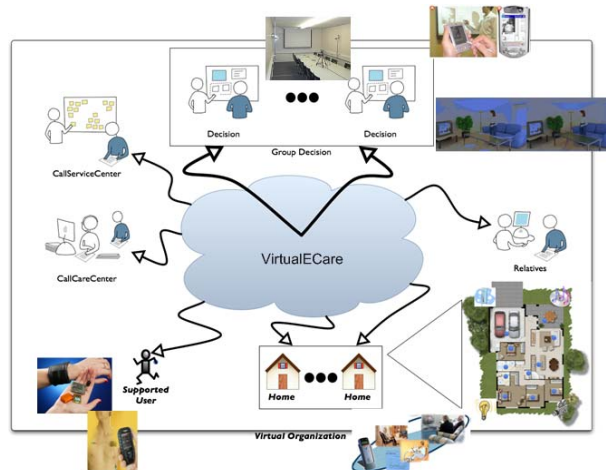 Decision
Decision
Group Decision
CallServiceCenter
VirtualECare
CallCareCenter
Relatives
Supported
User
Home
Home
Virtual Organization